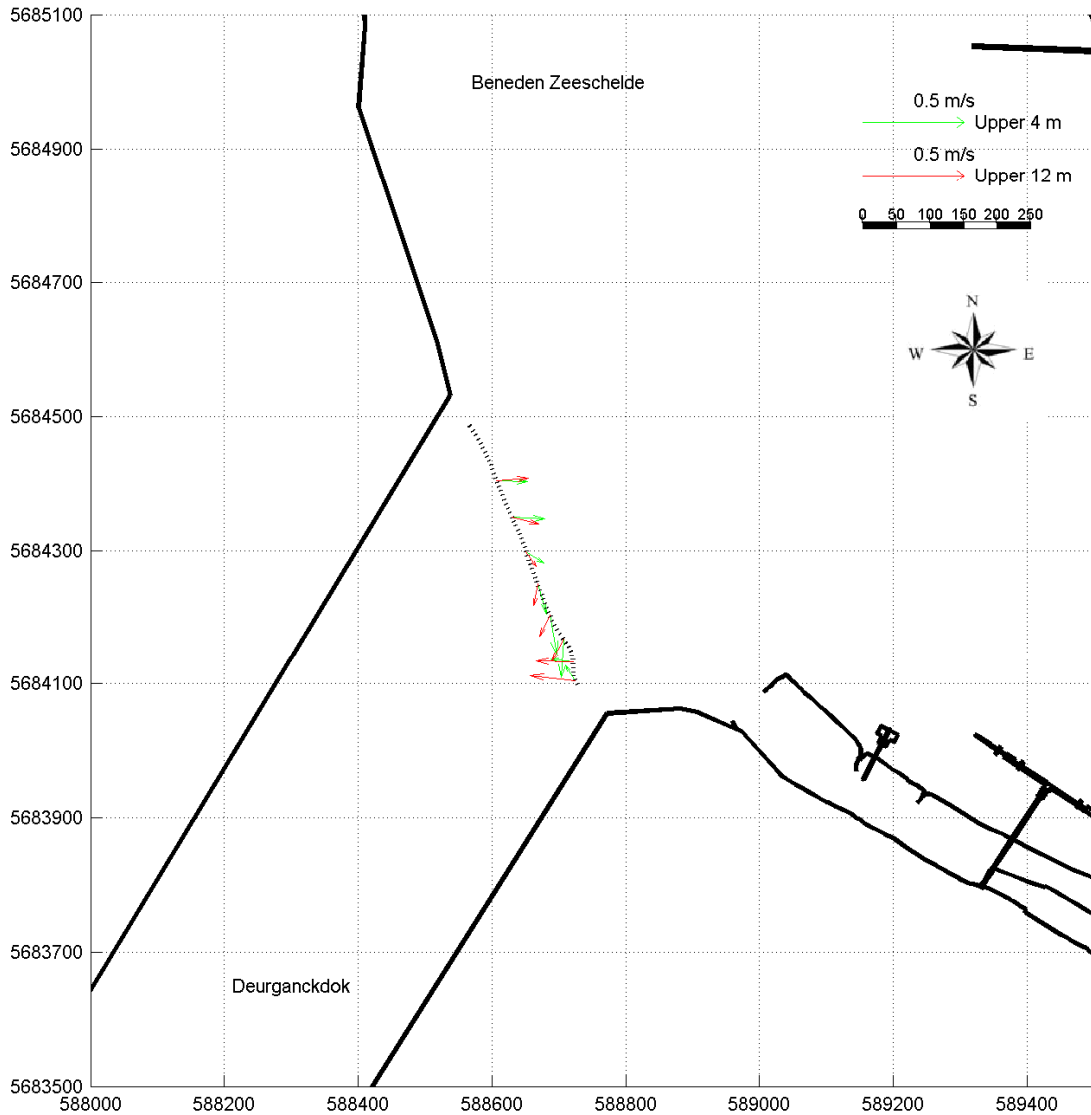 5685100
Beneden Zeeschelde
0.5 m/s
Upper 4 m
5684900
0.5 m/s
Upper 12 m
0 50 100 150 200 250
5684700
N
W E
S
5684500
5684300
5684100
5683900
5683700
Deurganckdok
5683500
588000 588200 588400 588600 588800 589000 589200 589400